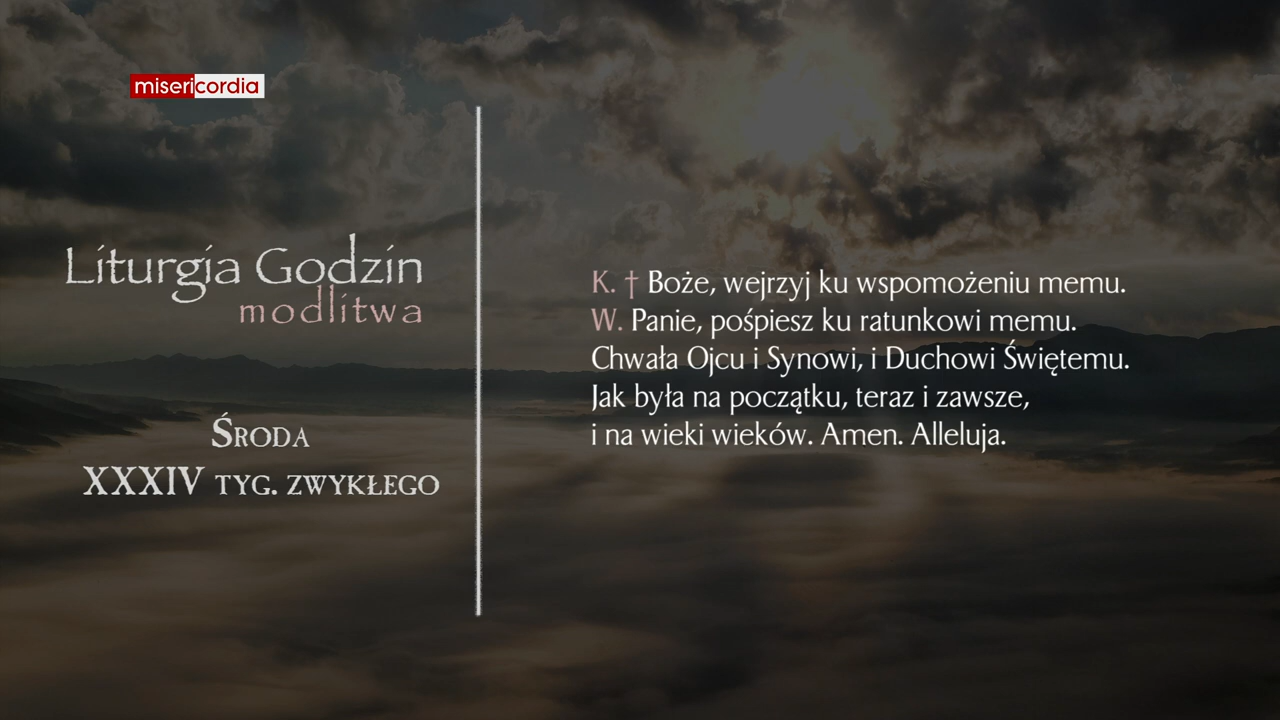 misericordia
Liturgia Godzin
modlitwa
Środa
XXXIV tyg. zwykłego
K. † Boże, wejrzyj ku wspomożeniu memu.
W. Panie, pośpiesz ku ratunkowi memu.
Chwała Ojcu i Synowi, i Duchowi Świętemu.
Jak była na początku, teraz i zawsze,
i na wieki wieków. Amen. Alleluja.